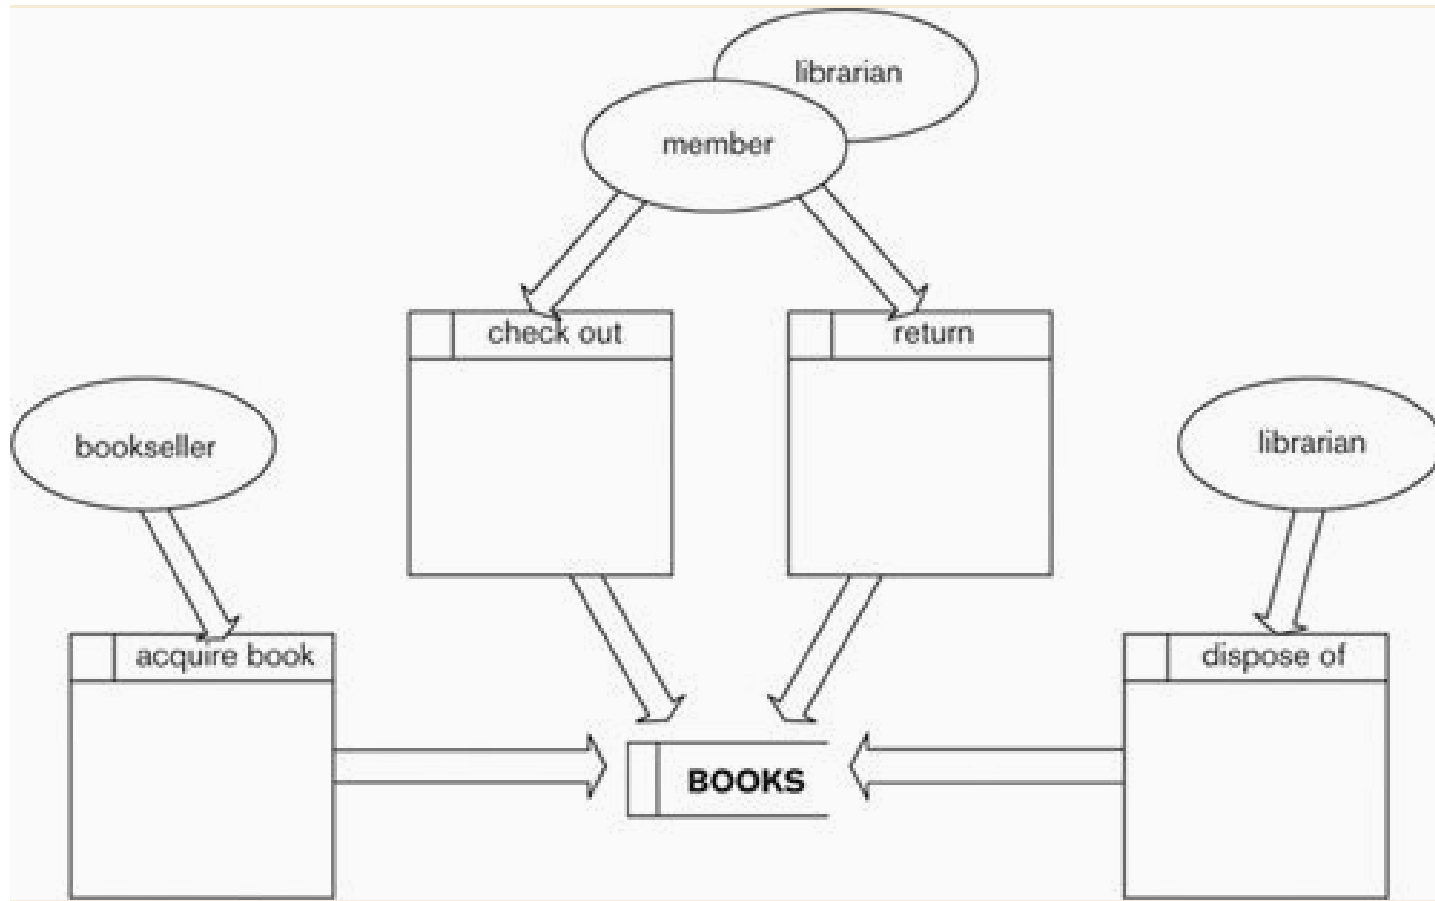 librarian
member
check out
return
bookseller
librarian
acquire book
dispose of
BOOKS